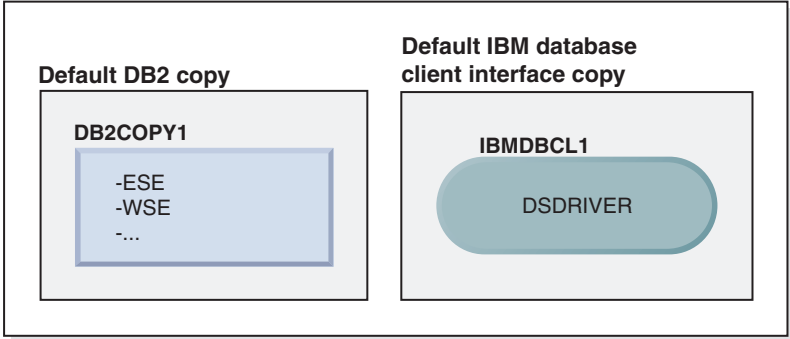 Default DB2 copy
DB2COPY1
-ESE
-WSE
-...
Default IBM database
client interface copy
IBMDBCL1
DSDRIVER